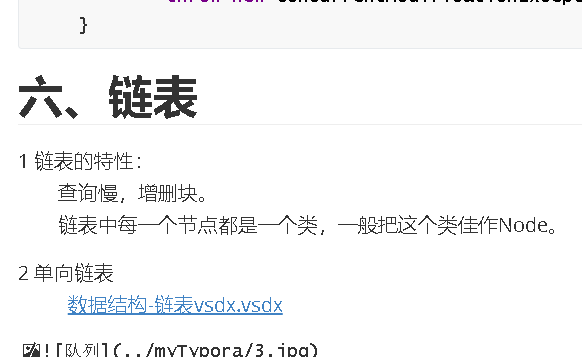 }
六、链表
1 链表的特性：
查询慢，增删块。
链表中每一个节点都是一个类，一般把这个类佳作Node。
2 单向链表
数据结构-链表vsdx.vsdx
![队列](../myTypora/3.jpg)